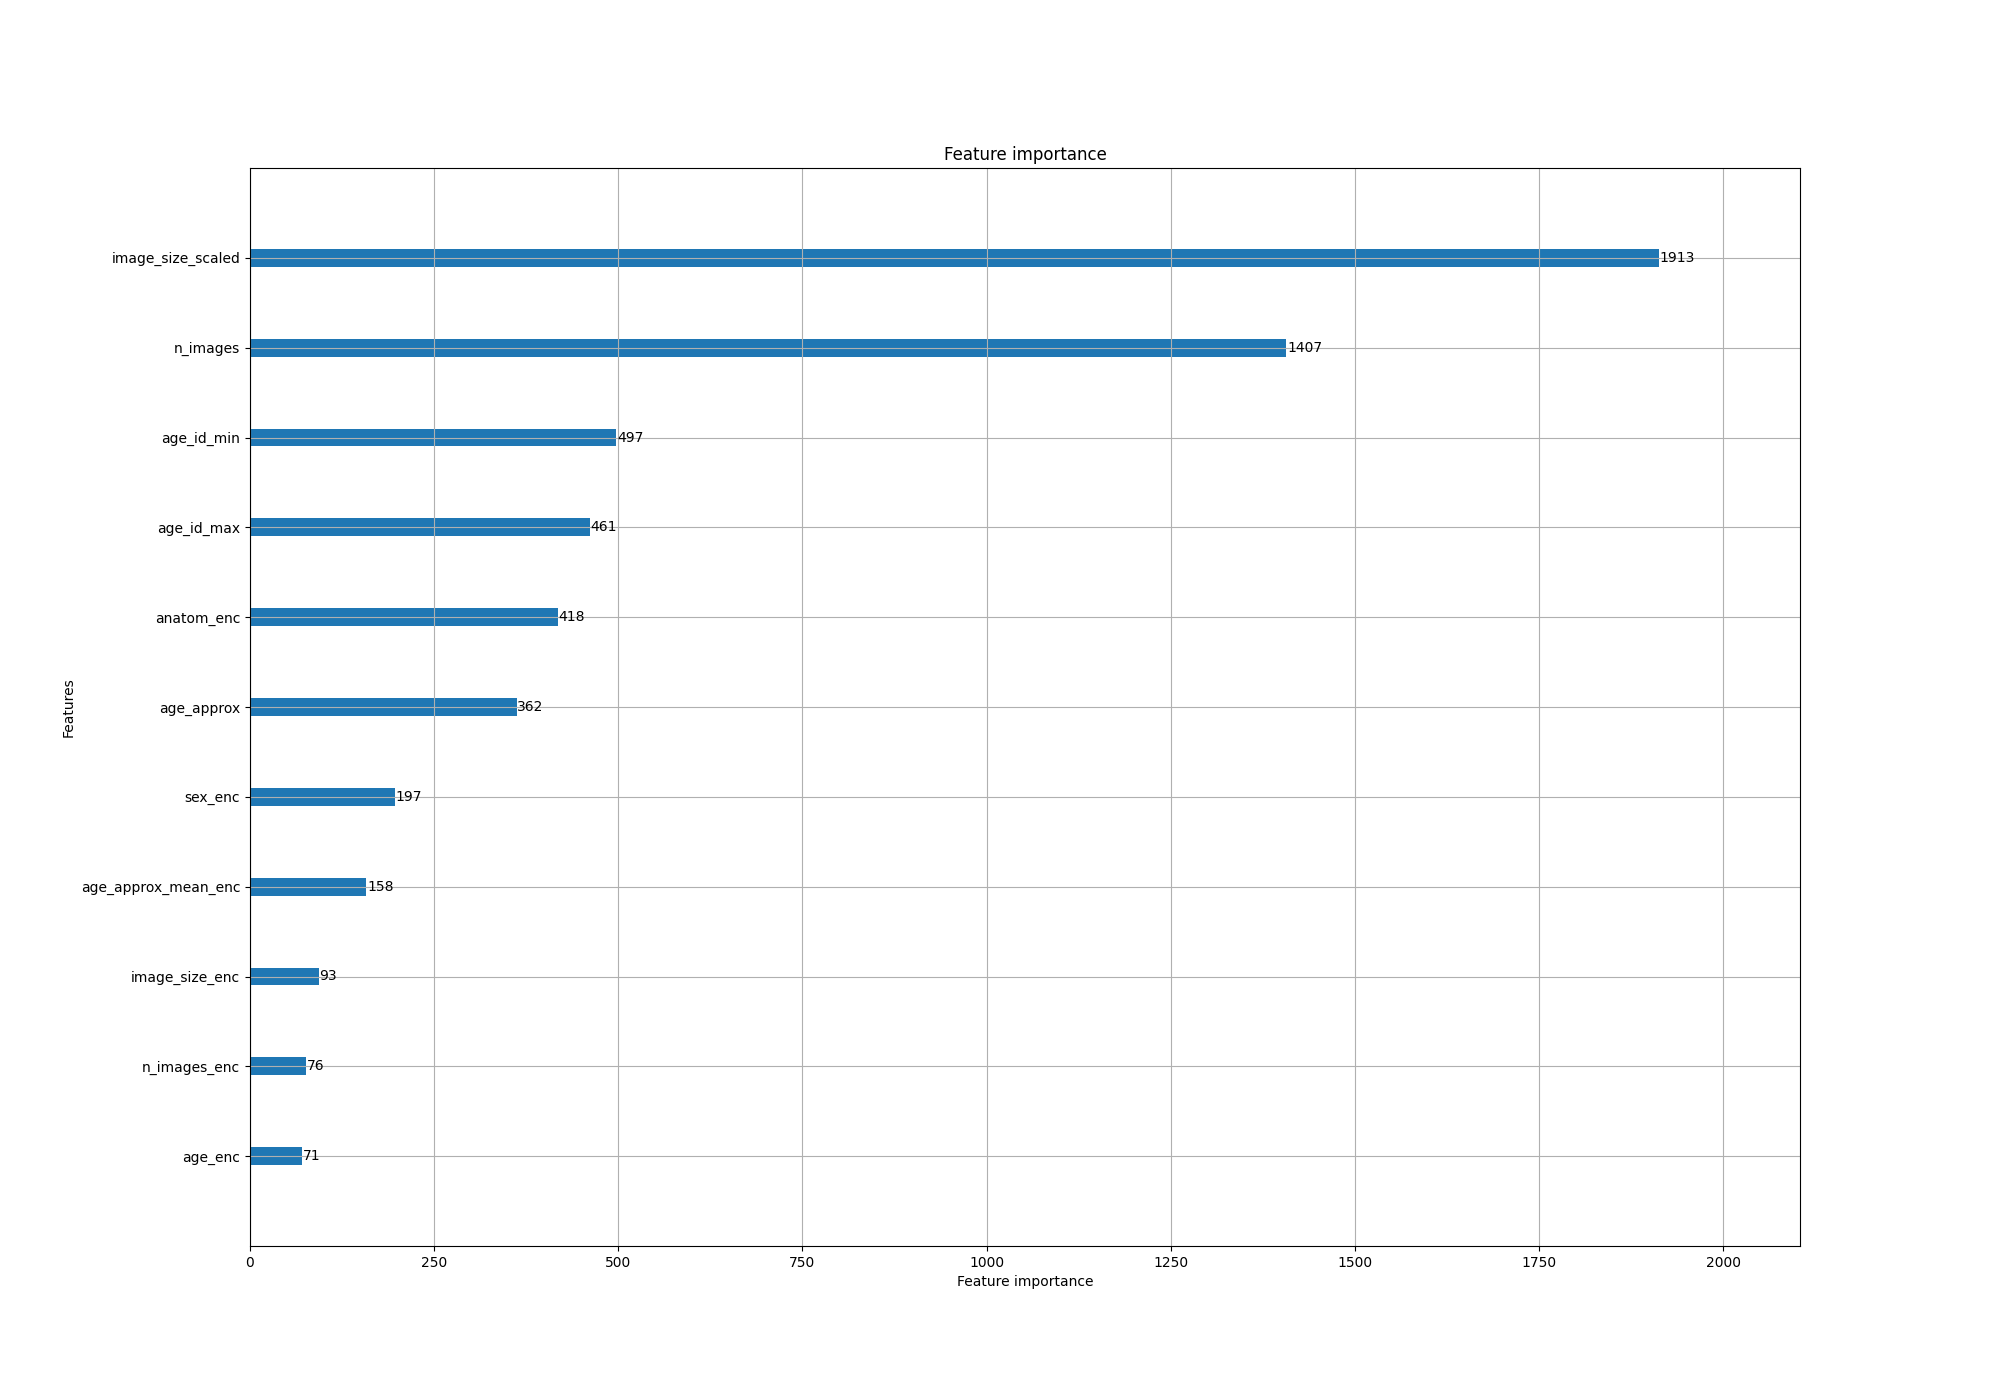 Feature importance
image_size_scaled 1913
n_images 1407
age_id_min 497
age_id_max 461
anatom_enc 418
age_approx 362
sex_enc 197
age_approx_mean_enc 158
image_size_enc 93
n_images_enc 76
age_enc 71
Features
0 250 500 750 1000 1250 1500 1750 2000
Feature importance